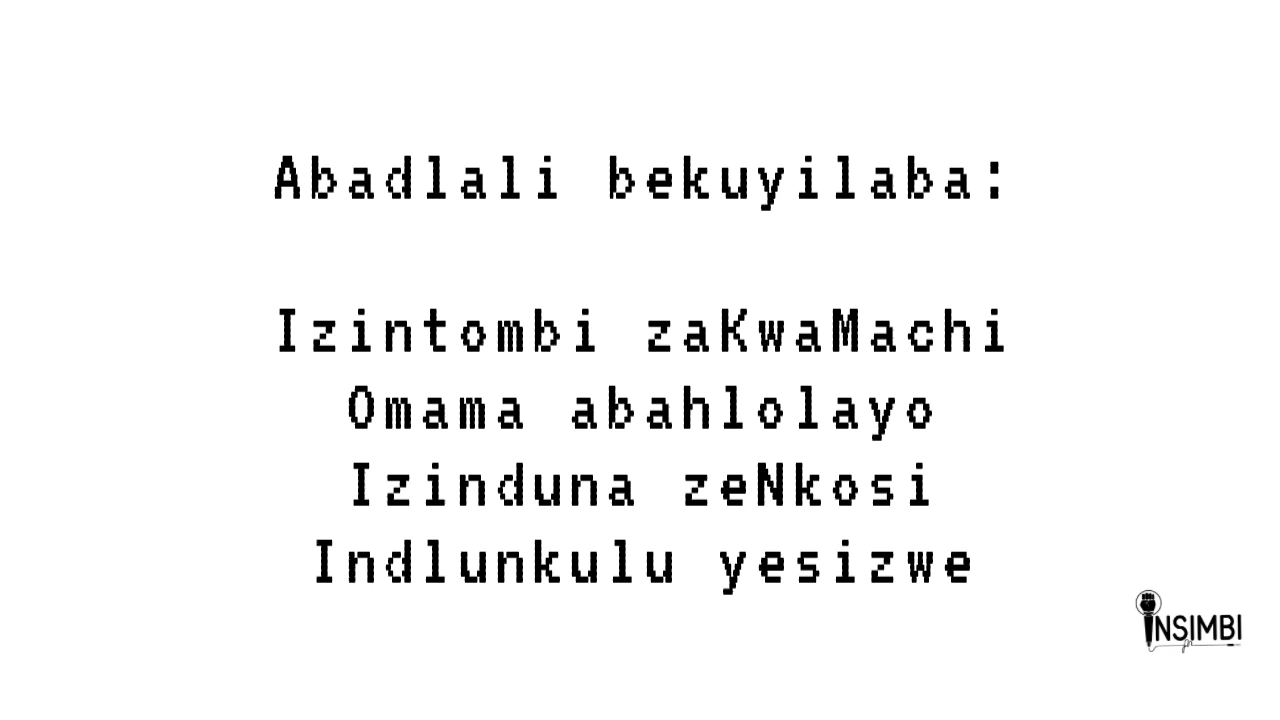 Abadlali bekuyilaba:
Izintombi zaKwaMachi
Omama abahlolayo
Izinduna zeNkosi
Indlunkulu yesizwe
INSIMBI